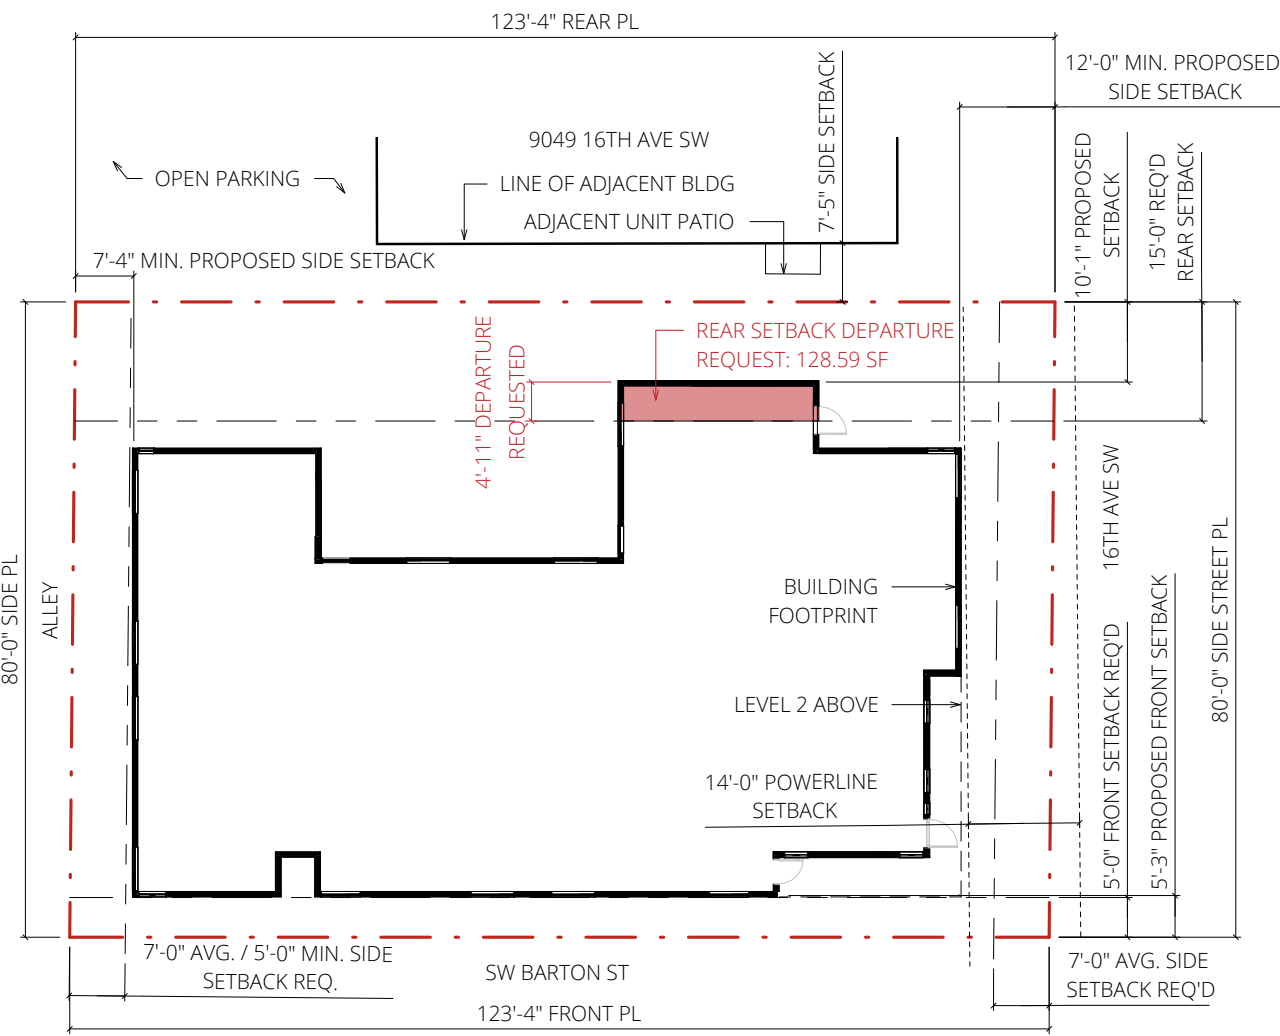 123'-4" REAR PL
12'-0" MIN. PROPOSED
SIDE SETBACK
9049 16TH AVE SW
7'-5" SIDE SETBACK
10'-1" PROPOSED
SETBACK
15'-0" REQ'D
REAR SETBACK
OPEN PARKING
LINE OF ADJACENT BLDG
ADJACENT UNIT PATIO
7'-4" MIN. PROPOSED SIDE SETBACK
4'-11" DEPARTURE
REQUESTED
REAR SETBACK DEPARTURE
REQUEST: 128.59 SF
16TH AVE SW
80'-0" SIDE PL
ALLEY
BUILDING
FOOTPRINT
LEVEL 2 ABOVE
14'-0" POWERLINE
SETBACK
5'-0" FRONT SETBACK REQ'D
5'-3" PROPOSED FRONT SETBACK
80'-0" SIDE STREET PL
7'-0" AVG. / 5'-0" MIN. SIDE
SETBACK REQ.
SW BARTON ST
7'-0" AVG. SIDE
SETBACK REQ'D
123'-4" FRONT PL